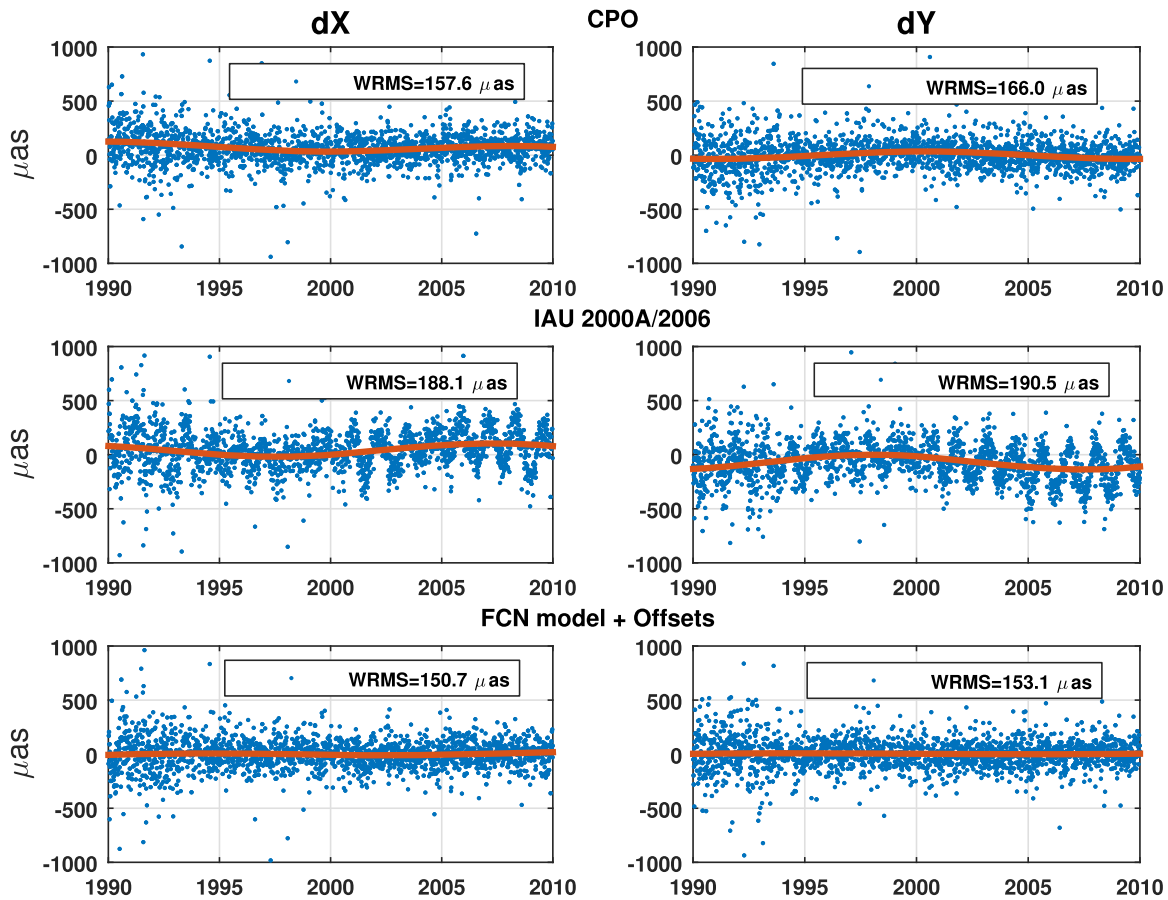 dX CPO dY
1000
500
0
-500
-1000
μas
WRMS=157.6 μas
1990 1995 2000 2005 2010
1000
500
0
-500
-1000
WRMS=166.0 μas
1990 1995 2000 2005 2010
IAU 2000A/2006
1000
500
0
-500
-1000
μas
WRMS=188.1 μas
1990 1995 2000 2005 2010
1000
500
0
-500
-1000
WRMS=190.5 μas
1990 1995 2000 2005 2010
FCN model + Offsets
1000
500
0
-500
-1000
μas
WRMS=150.7 μas
1990 1995 2000 2005 2010
1000
500
0
-500
-1000
WRMS=153.1 μas
1990 1995 2000 2005 2010